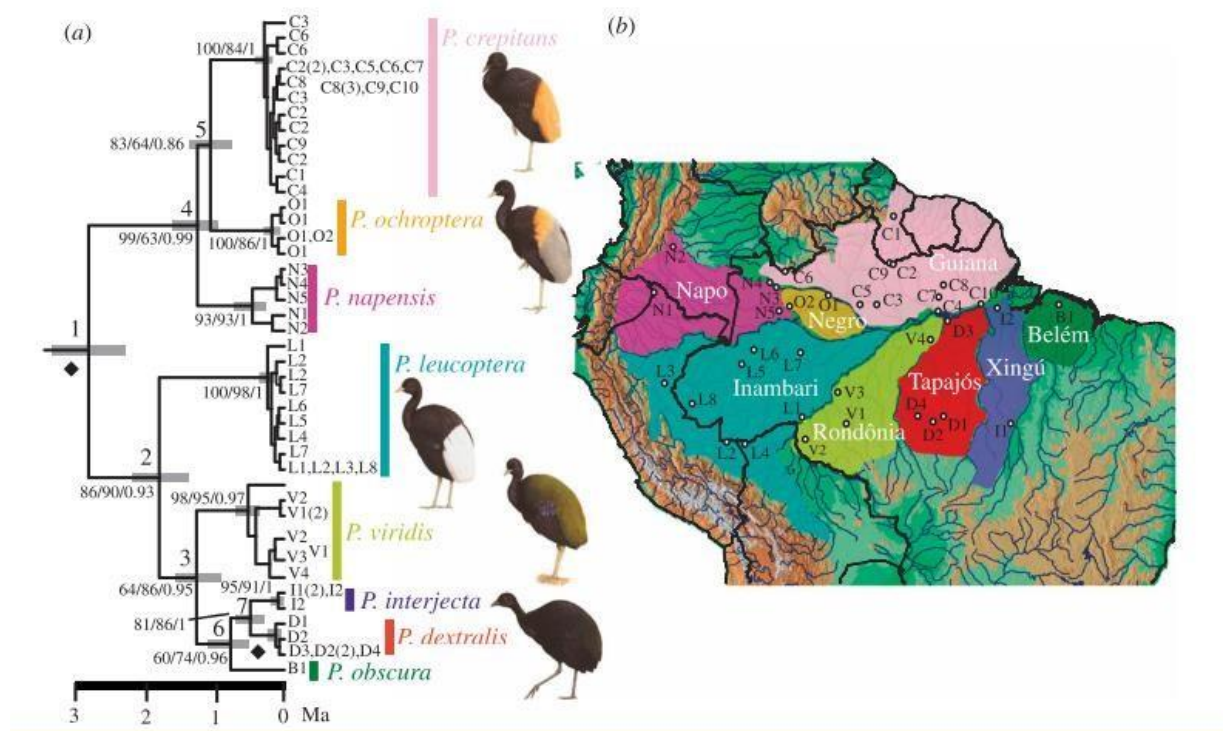 (a)
C3
C6
C6
100/84/1
C2(2),C3,C5,C6,C7
C8
C8(3),C9,C10
C3
C2
C2
C9
C2
C1
C4
P. crepitans
5
83/64/0.86
O1
O1
O1,O2
O1
100/86/1
P. ochroptera
4
99/63/0.99
N3
N4
N5
N1
N2
93/93/1
P. napensis
1
L1
L2
L2
L7
L6
L5
L4
L7
L1,L2,L3,L8
100/98/1
P. leucoptera
2
86/90/0.93
98/95/0.97
V2
V1(2)
V2
V1
V3
V4
P. viridis
3
64/86/0.95
95/91/1
I1(2),I2
I2
P. interjecta
7
81/86/1
D1
D2
D3,D2(2),D4
P. dextralis
6
60/74/0.96
B1
P. obscura
3 2 1 0 Ma
(b)
C1
N2
C6
C9
C2
Guiana
N4
Napo
C8
N3
C5
C3
C7
C10
N1
O2
O1
N5
Negro
C4
I2
B1
D3
Belém
V4
L6
L7
L5
Xingú
L3
Inambari
Tapajós
V3
L8
L1
V1
D4
D1
D2
I1
Rondônia
L2
L4
V2